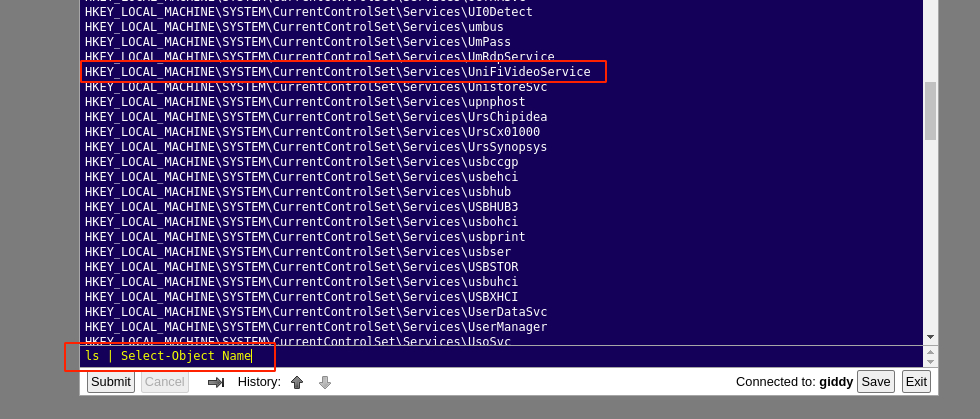 HKEY_LOCAL_MACHINE\SYSTEM\CurrentControlSet\Services\UI0Detect
HKEY_LOCAL_MACHINE\SYSTEM\CurrentControlSet\Services\umbus
HKEY_LOCAL_MACHINE\SYSTEM\CurrentControlSet\Services\UmPass
HKEY_LOCAL_MACHINE\SYSTEM\CurrentControlSet\Services\UmRdpService
HKEY_LOCAL_MACHINE\SYSTEM\CurrentControlSet\Services\UniFiVideoService
HKEY_LOCAL_MACHINE\SYSTEM\CurrentControlSet\Services\UnistoreSvc
HKEY_LOCAL_MACHINE\SYSTEM\CurrentControlSet\Services\upnphost
HKEY_LOCAL_MACHINE\SYSTEM\CurrentControlSet\Services\UrsChipidea
HKEY_LOCAL_MACHINE\SYSTEM\CurrentControlSet\Services\UrsCx01000
HKEY_LOCAL_MACHINE\SYSTEM\CurrentControlSet\Services\UrsSynopsys
HKEY_LOCAL_MACHINE\SYSTEM\CurrentControlSet\Services\usbccgp
HKEY_LOCAL_MACHINE\SYSTEM\CurrentControlSet\Services\usbehci
HKEY_LOCAL_MACHINE\SYSTEM\CurrentControlSet\Services\usbhub
HKEY_LOCAL_MACHINE\SYSTEM\CurrentControlSet\Services\USBHUB3
HKEY_LOCAL_MACHINE\SYSTEM\CurrentControlSet\Services\usbohci
HKEY_LOCAL_MACHINE\SYSTEM\CurrentControlSet\Services\usbprint
HKEY_LOCAL_MACHINE\SYSTEM\CurrentControlSet\Services\usbser
HKEY_LOCAL_MACHINE\SYSTEM\CurrentControlSet\Services\USBSTOR
HKEY_LOCAL_MACHINE\SYSTEM\CurrentControlSet\Services\usbuhci
HKEY_LOCAL_MACHINE\SYSTEM\CurrentControlSet\Services\USBXHCI
HKEY_LOCAL_MACHINE\SYSTEM\CurrentControlSet\Services\UserDataSvc
HKEY_LOCAL_MACHINE\SYSTEM\CurrentControlSet\Services\UserManager
HKEY_LOCAL_MACHINE\SYSTEM\CurrentControlSet\Services\UsoSvc
ls | Select-Object Name
Submit Cancel History: Connected to: giddy Save Exit